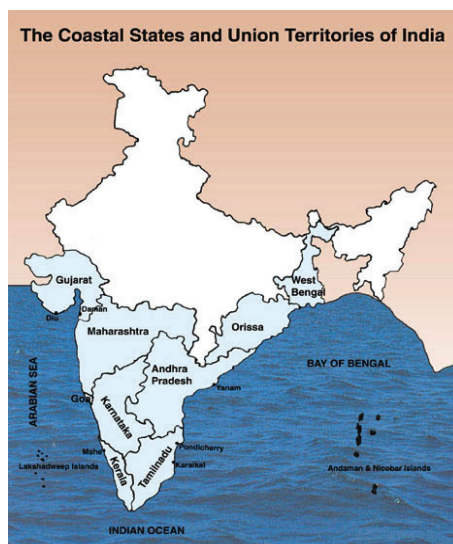 The Coastal States and Union Territories of India
Gujarat
Daman
Diu
Maharashtra
West
Bengal
Orissa
Andhra
Pradesh
BAY OF BENGAL
Yanam
ARABIAN SEA
Goa
Karnataka
Mahe
Pondicherry
Lakshadweep Islands
Kerala
Tamilnadu
Karaikal
Andaman & Nicobar Islands
INDIAN OCEAN